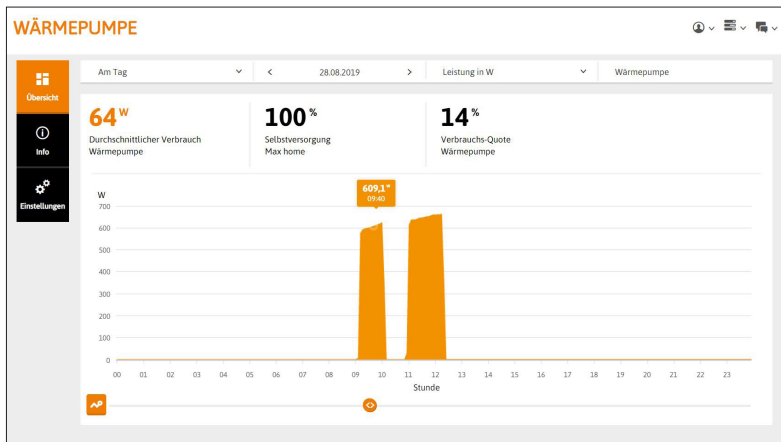 WÄRMEPUMPE
Übersicht
Info
Einstellungen
Am Tag
28.08.2019
Leistung in W
Wärmepumpe
64 W
Durchschnittlicher Verbrauch
Wärmepumpe
100 %
Selbstversorgung
Max home
14 %
Verbrauchs-Quote
Wärmepumpe
W
609,1 W
09:40
700
600
500
400
300
200
100
0
00 01 02 03 04 05 06 07 08 09 10 11 12 13 14 15 16 17 18 19 20 21 22 23
Stunde